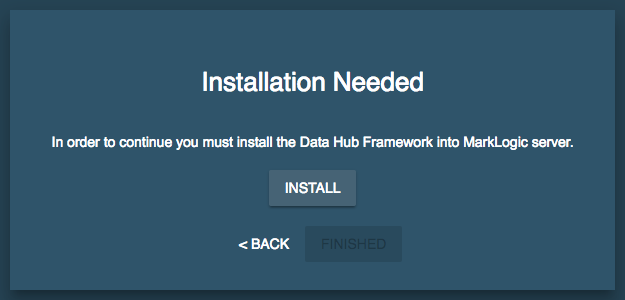 Installation Needed
In order to continue you must install the Data Hub Framework into MarkLogic server.
INSTALL
< BACK FINISHED